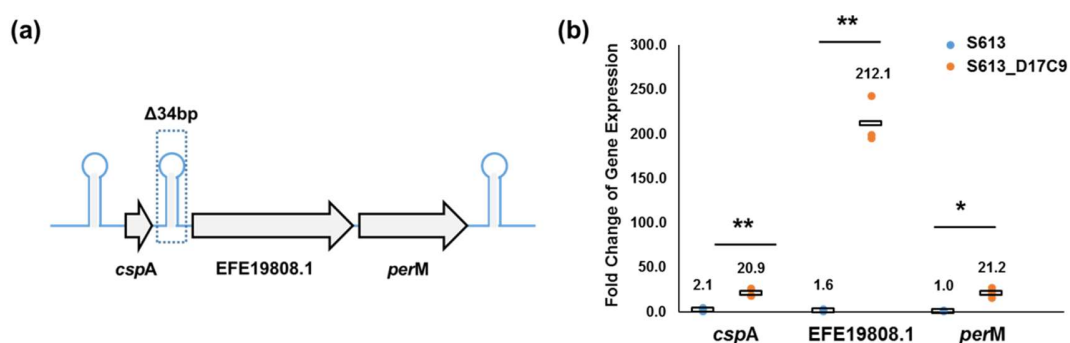 (a)
Δ34bp
cspA
EFE19808.1
perM
(b)
Fold Change of Gene Expression
300.0
250.0
200.0
150.0
100.0
50.0
0.0
**
212.1
S613
S613_D17C9
**
*
2.1
20.9
1.6
1.0
21.2
cspA
EFE19808.1
perM